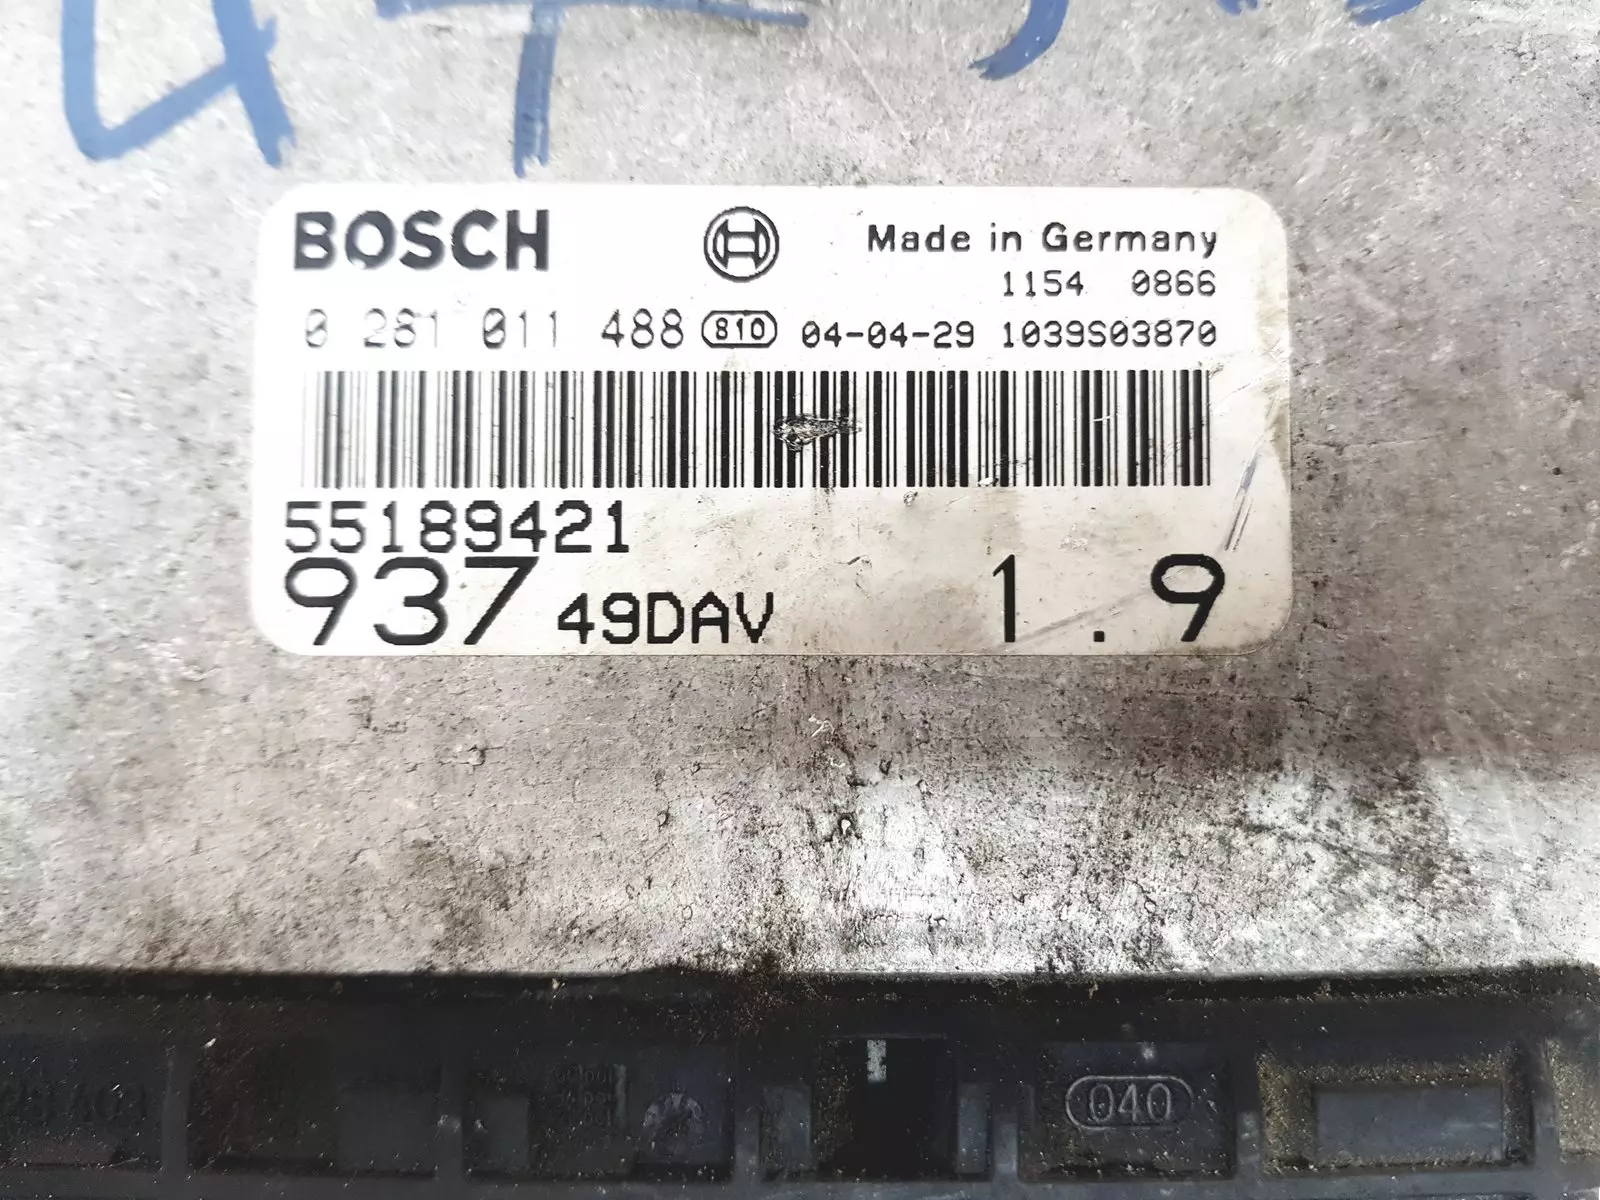 BOSCH Made in Germany
1154 0866
0 261 011 488 810 04-04-29 1039S03870
55189421
937 49DAV 1.9
040